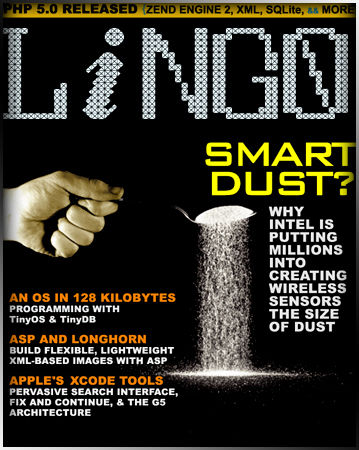 PHP 5.0 RELEASED {ZEND ENGINE 2, XML, SQLite, && MORE
LiNGO
SMART
DUST?
WHY
INTEL IS
PUTTING
MILLIONS
INTO
CREATING
WIRELESS
SENSORS
THE SIZE
OF DUST
AN OS IN 128 KILOBYTES
PROGRAMMING WITH
TinyOS & TinyDB
ASP AND LONGHORN
BUILD FLEXIBLE, LIGHTWEIGHT
XML-BASED IMAGES WITH ASP
APPLE'S XCODE TOOLS
PERVASIVE SEARCH INTERFACE,
FIX AND CONTINUE, & THE G5
ARCHITECTURE